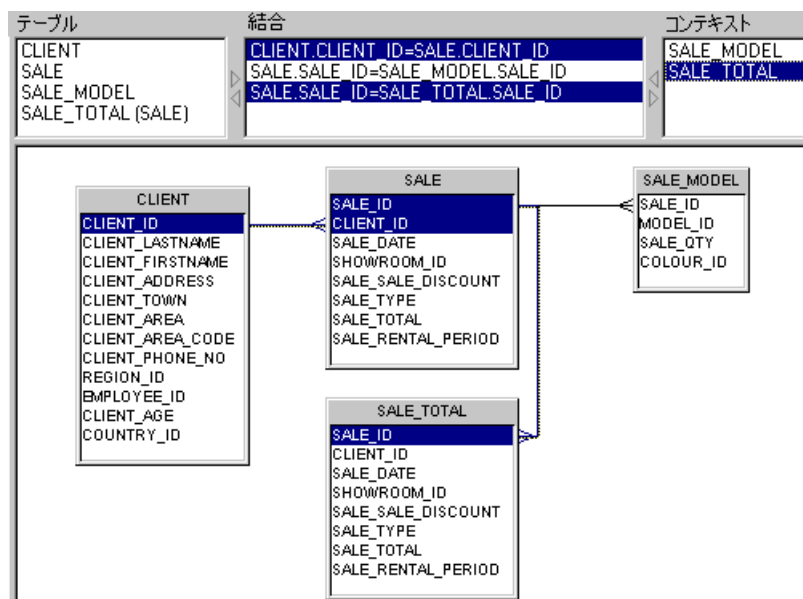 テーブル
CLIENT
SALE
SALE_MODEL
SALE_TOTAL (SALE)
結合
CLIENT.CLIENT_ID=SALE.CLIENT_ID
SALE.SALE_ID=SALE_MODEL.SALE_ID
SALE.SALE_ID=SALE_TOTAL.SALE_ID
コンテキスト
SALE_MODEL
SALE_TOTAL
CLIENT
CLIENT_ID
CLIENT_LASTNAME
CLIENT_FIRSTNAME
CLIENT_ADDRESS
CLIENT_TOWN
CLIENT_AREA
CLIENT_AREA_CODE
CLIENT_PHONE_NO
REGION_ID
EMPLOYEE_ID
CLIENT_AGE
COUNTRY_ID
SALE
SALE_ID
CLIENT_ID
SALE_DATE
SHOWROOM_ID
SALE_SALE_DISCOUNT
SALE_TYPE
SALE_TOTAL
SALE_RENTAL_PERIOD
SALE_MODEL
SALE_ID
MODEL_ID
SALE_QTY
COLOUR_ID
SALE_TOTAL
SALE_ID
CLIENT_ID
SALE_DATE
SHOWROOM_ID
SALE_SALE_DISCOUNT
SALE_TYPE
SALE_TOTAL
SALE_RENTAL_PERIOD